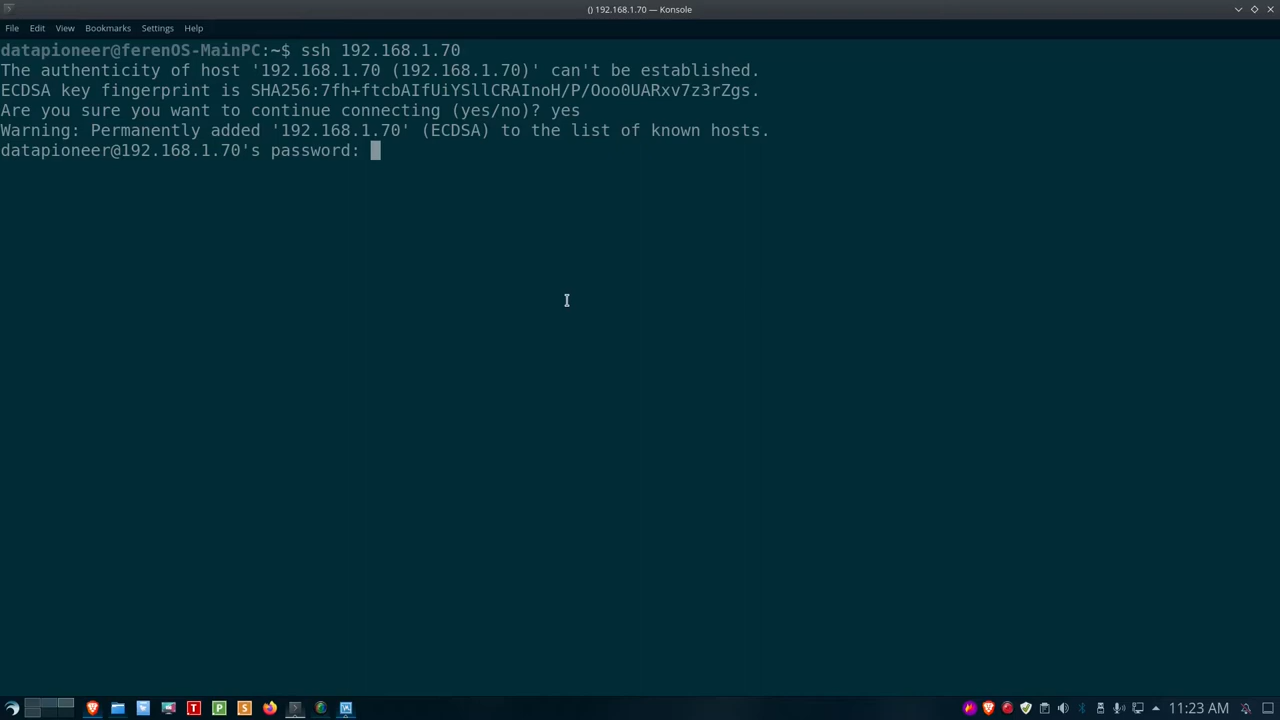 () 192.168.1.70 — Konsole
File Edit View Bookmarks Settings Help
datapioneer@ferenOS-MainPC:~$ ssh 192.168.1.70
The authenticity of host '192.168.1.70 (192.168.1.70)' can't be established.
ECDSA key fingerprint is SHA256:7fh+ftcbAIfUiYSllCRAInoH/P/Ooo0UARxv7z3rZgs.
Are you sure you want to continue connecting (yes/no)? yes
Warning: Permanently added '192.168.1.70' (ECDSA) to the list of known hosts.
datapioneer@192.168.1.70's password:
T P S 11:23 AM